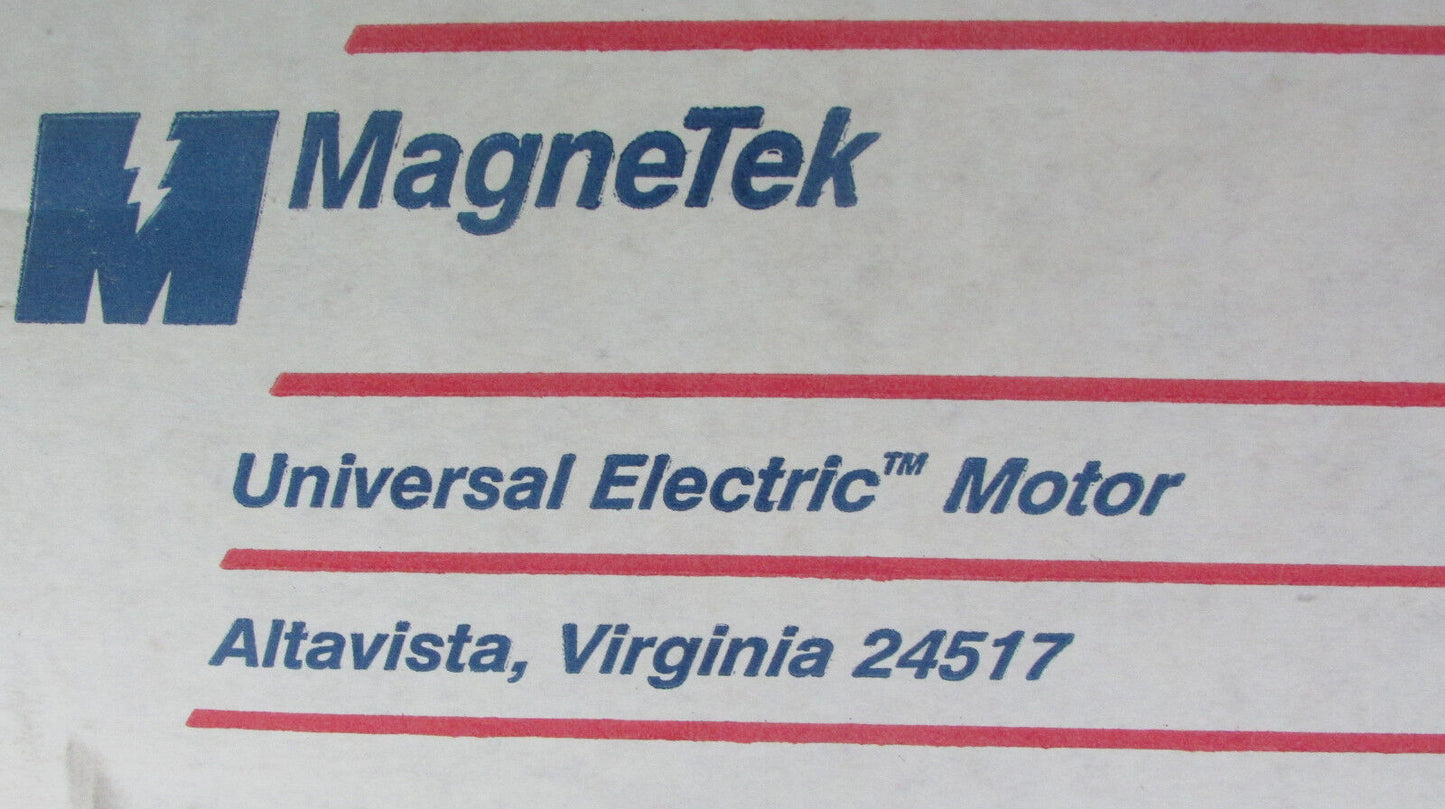 MagneTek
Universal Electric™ Motor
Altavista, Virginia 24517